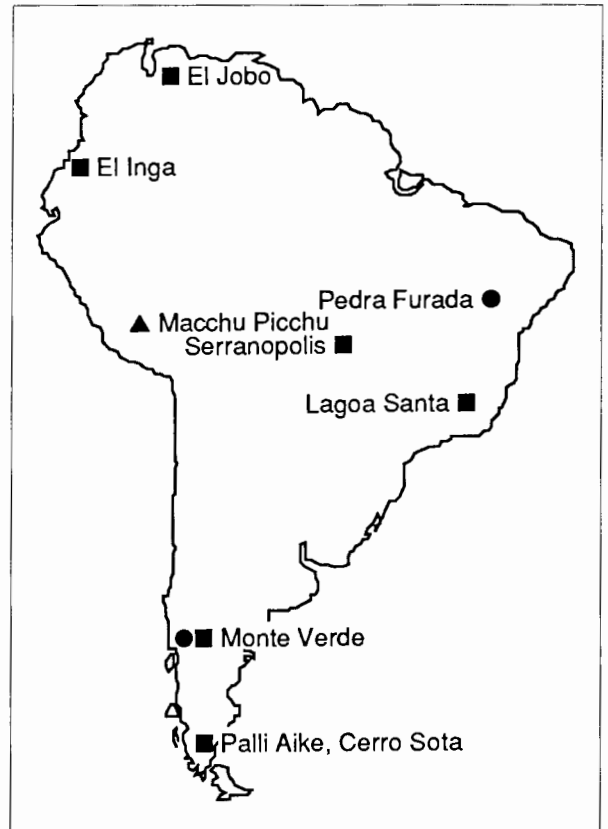 El Jobo
El Inga
Pedra Furada
Macchu Picchu
Serranopolis
Lagoa Santa
Monte Verde
Palli Aike, Cerro Sota